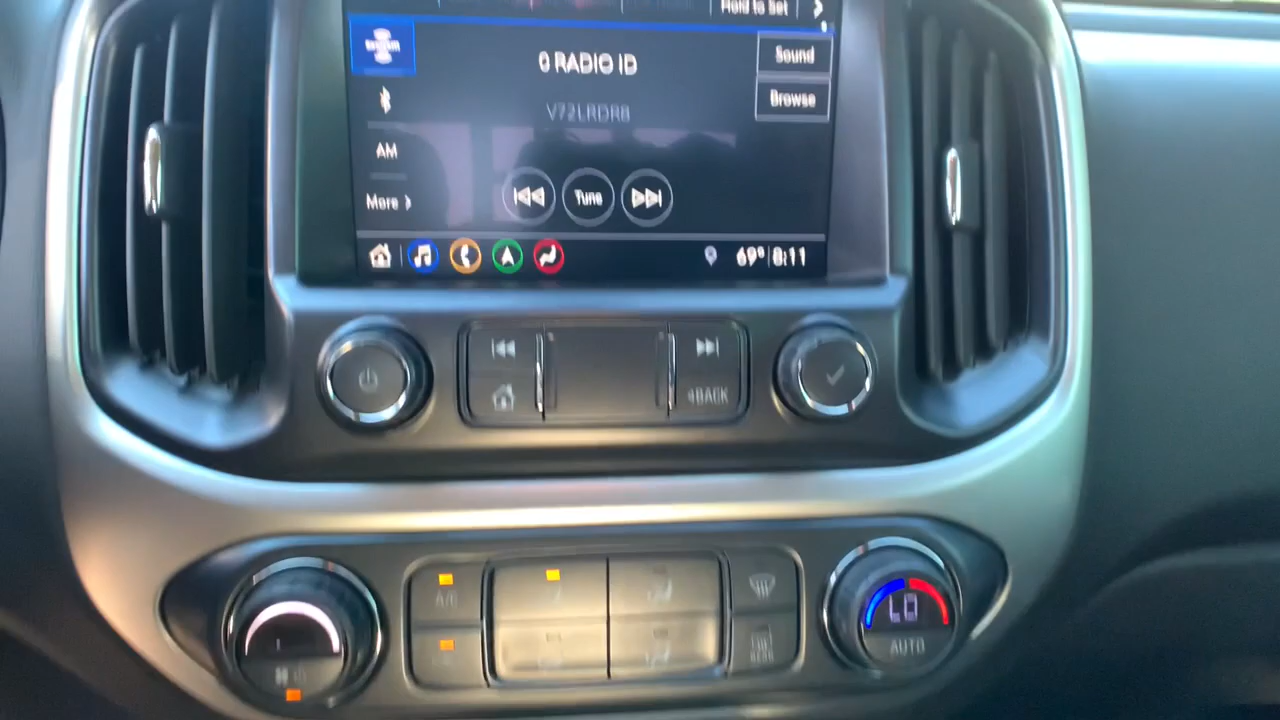 Hold to Set
0 RADIO ID
Sound
V72LRDR8
Browse
AM
More
Tune
69° 8:11
BACK
A/C
LO
AUTO